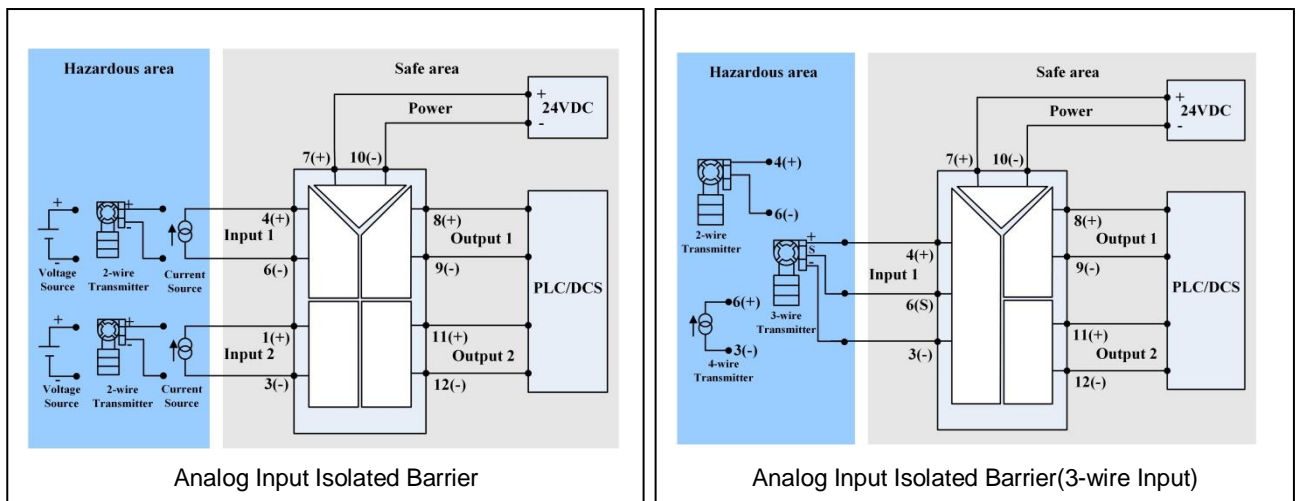 Hazardous area
Safe area
+
24VDC
-
Power
7(+) 10(-)
+
-
Voltage
Source
+
-
2-wire
Transmitter
Current
Source
4(+)
Input 1
6(-)
8(+)
Output 1
9(-)
PLC/DCS
+
-
Voltage
Source
+
-
2-wire
Transmitter
Current
Source
1(+)
Input 2
3(-)
11(+)
Output 2
12(-)
Analog Input Isolated Barrier
Hazardous area
Safe area
+
24VDC
-
Power
7(+) 10(-)
4(+)
6(-)
2-wire
Transmitter
+
S
-
3-wire
Transmitter
6(+)
3(-)
4-wire
Transmitter
4(+)
Input 1
6(S)
3(-)
8(+)
Output 1
9(-)
PLC/DCS
11(+)
Output 2
12(-)
Analog Input Isolated Barrier(3-wire Input)